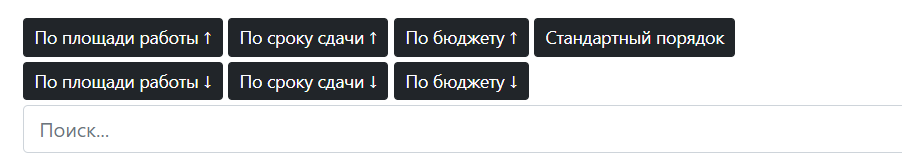 По площади работы ↑ По сроку сдачи ↑ По бюджету ↑ Стандартный порядок
По площади работы ↓ По сроку сдачи ↓ По бюджету ↓
Поиск...